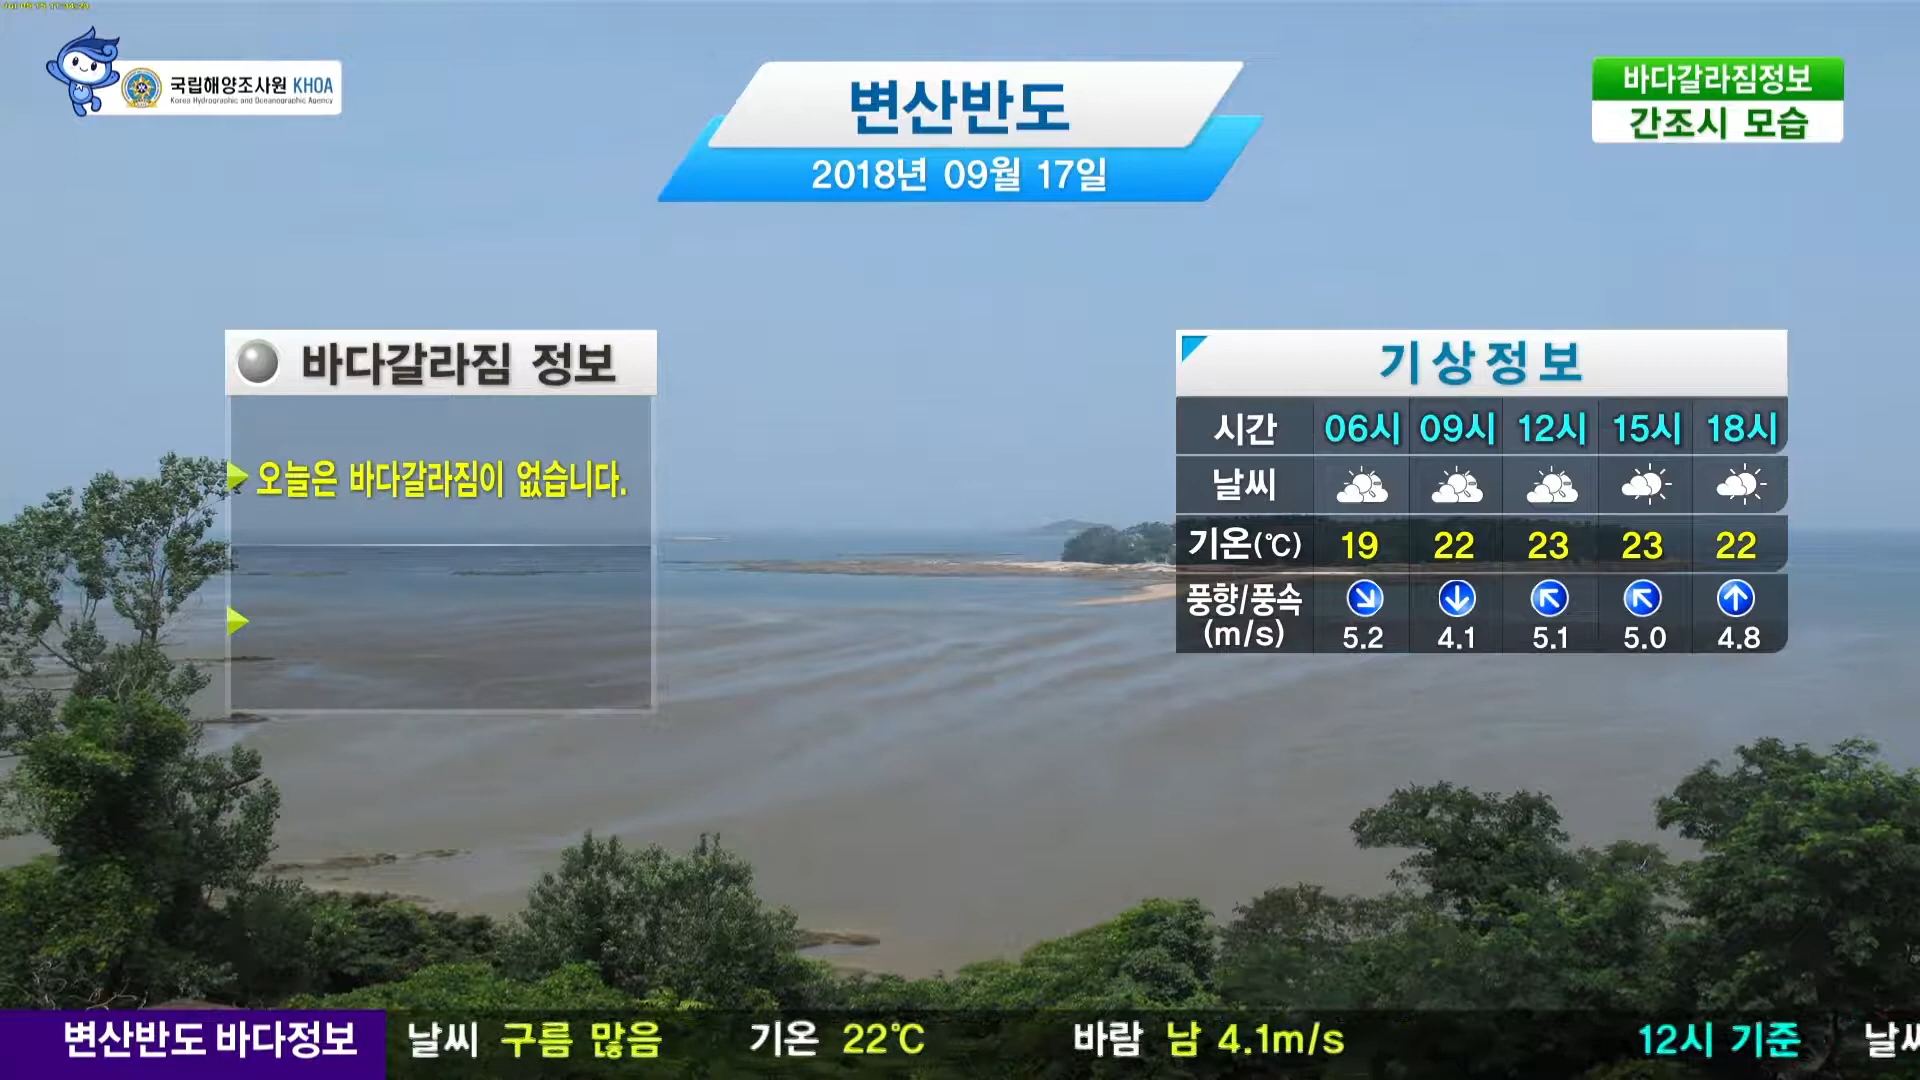 국립해양조사원 KHOA
Korea Hydrographic and Oceanographic Agency
변산반도
2018년 09월 17일
바다갈라짐정보
간조시 모습
바다갈라짐 정보
오늘은 바다갈라짐이 없습니다.
기상정보
시간 06시 09시 12시 15시 18시
날씨
기온(℃) 19 22 23 23 22
풍향/풍속
(m/s) 5.2 4.1 5.1 5.0 4.8
변산반도 바다정보 날씨 구름 많음 기온 22℃ 바람 남 4.1m/s 12시 기준 날씨